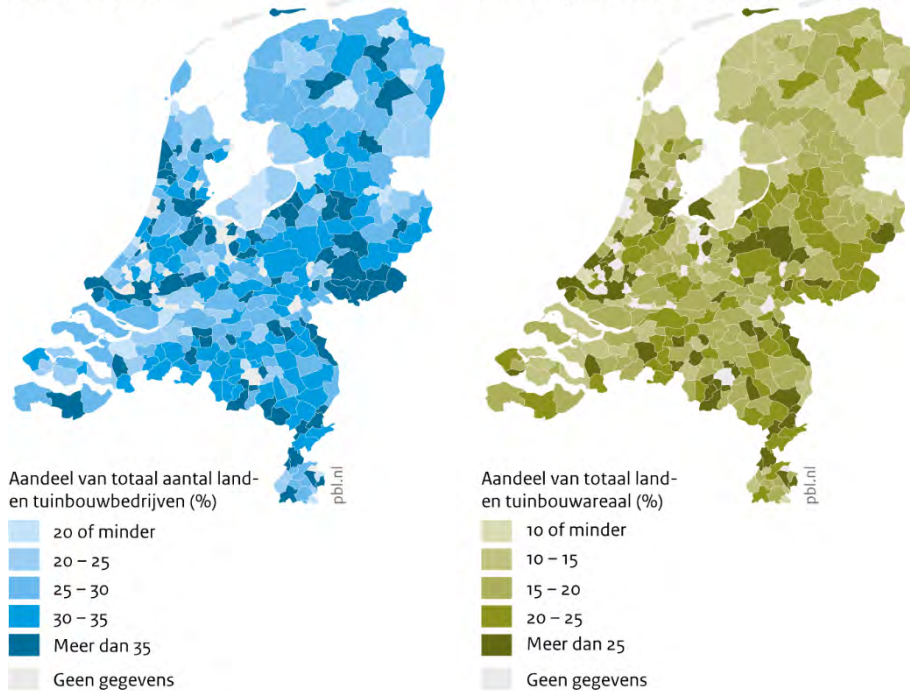 Aandeel van totaal aantal land-
en tuinbouwbedrijven (%)
20 of minder
20 – 25
25 – 30
30 – 35
Meer dan 35
Geen gegevens
pbl.nl
Aandeel van totaal land-
en tuinbouwareaal (%)
10 of minder
10 – 15
15 – 20
20 – 25
Meer dan 25
Geen gegevens
pbl.nl